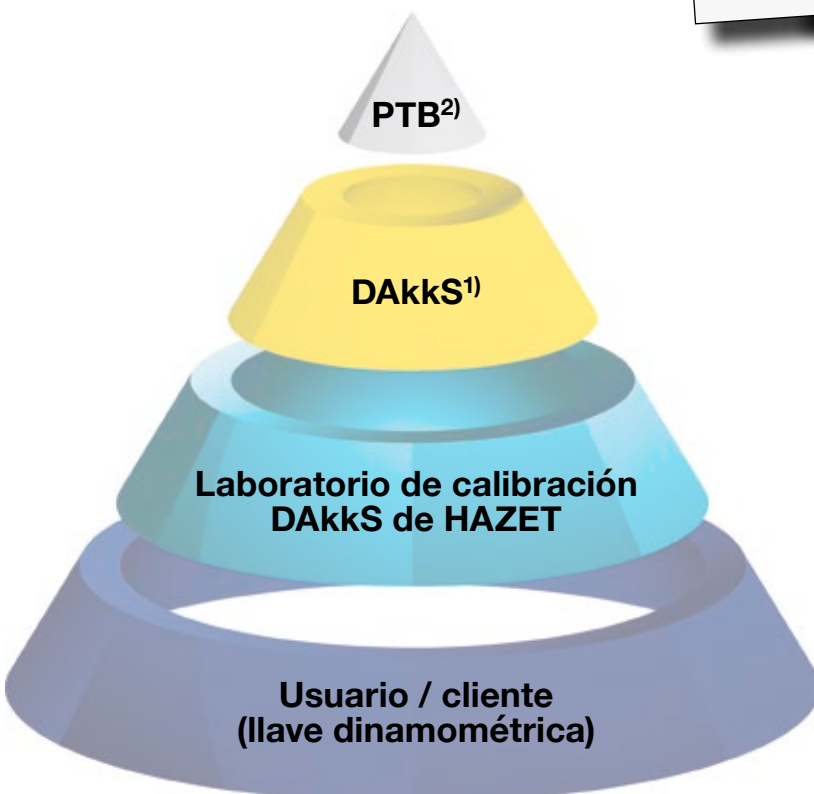 PTB²⁾
DAkkS¹⁾
Laboratorio de calibración
DAkkS de HAZET
Usuario / cliente
(llave dinamométrica)